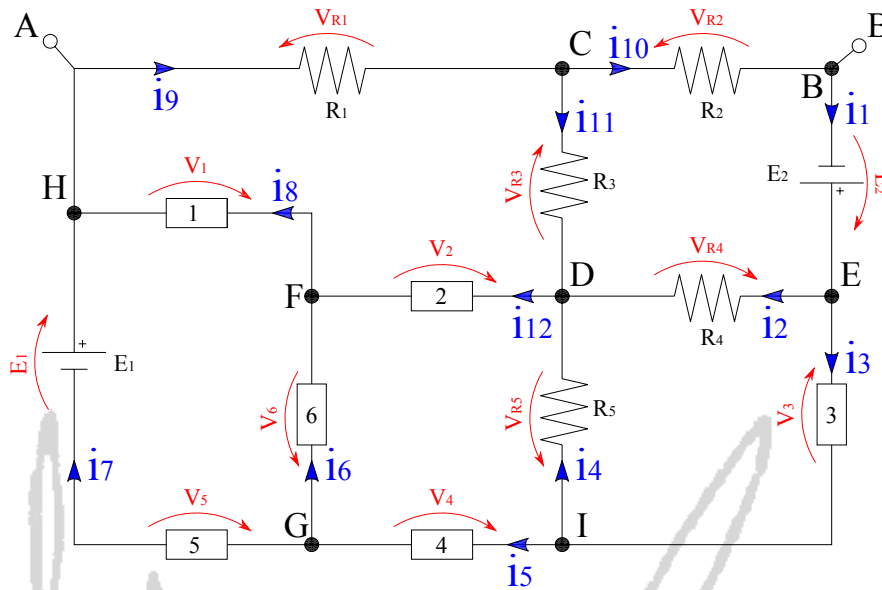 A
V_R1
C
i10
V_R2
B
i9
R1
R2
B
i1
i11
E2
E2
H
V1
i8
V_R3
R3
1
V2
V_R4
F
2
D
E
i12
R4
i2
i3
+
+
E1
E1
V6
6
V_R5
R5
V3
3
i7
i6
i4
V5
G
V4
I
5
4
i5